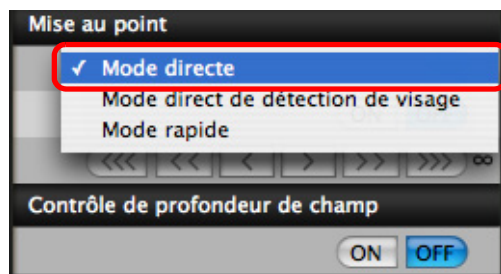 Mise au point
✓ Mode directe
Mode direct de détection de visage
Mode rapide
<<< << < > >> >>> ∞
Contrôle de profondeur de champ
ON OFF